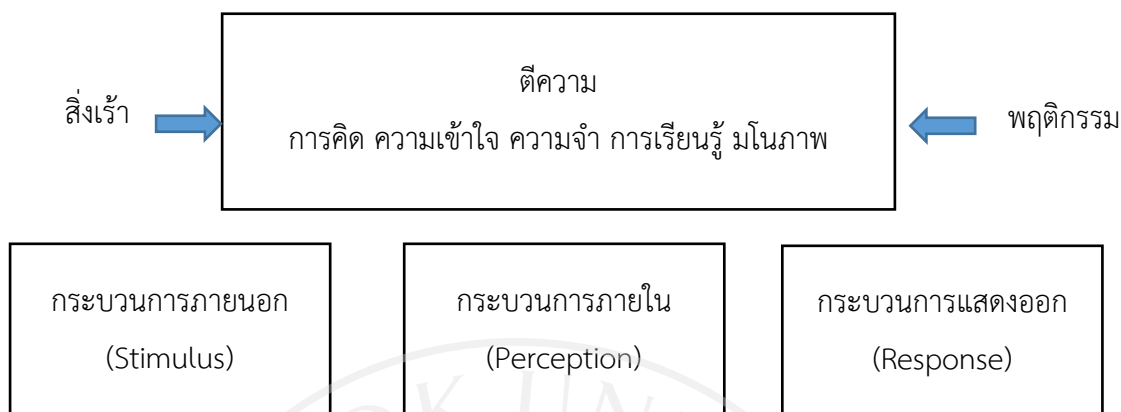 ตีความ
สิ่งเร้า
พฤติกรรม
การคิด ความเข้าใจ ความจำ การเรียนรู้ มโนภาพ
กระบวนการภายนอก
(Stimulus)
กระบวนการภายใน
(Perception)
กระบวนการแสดงออก
(Response)